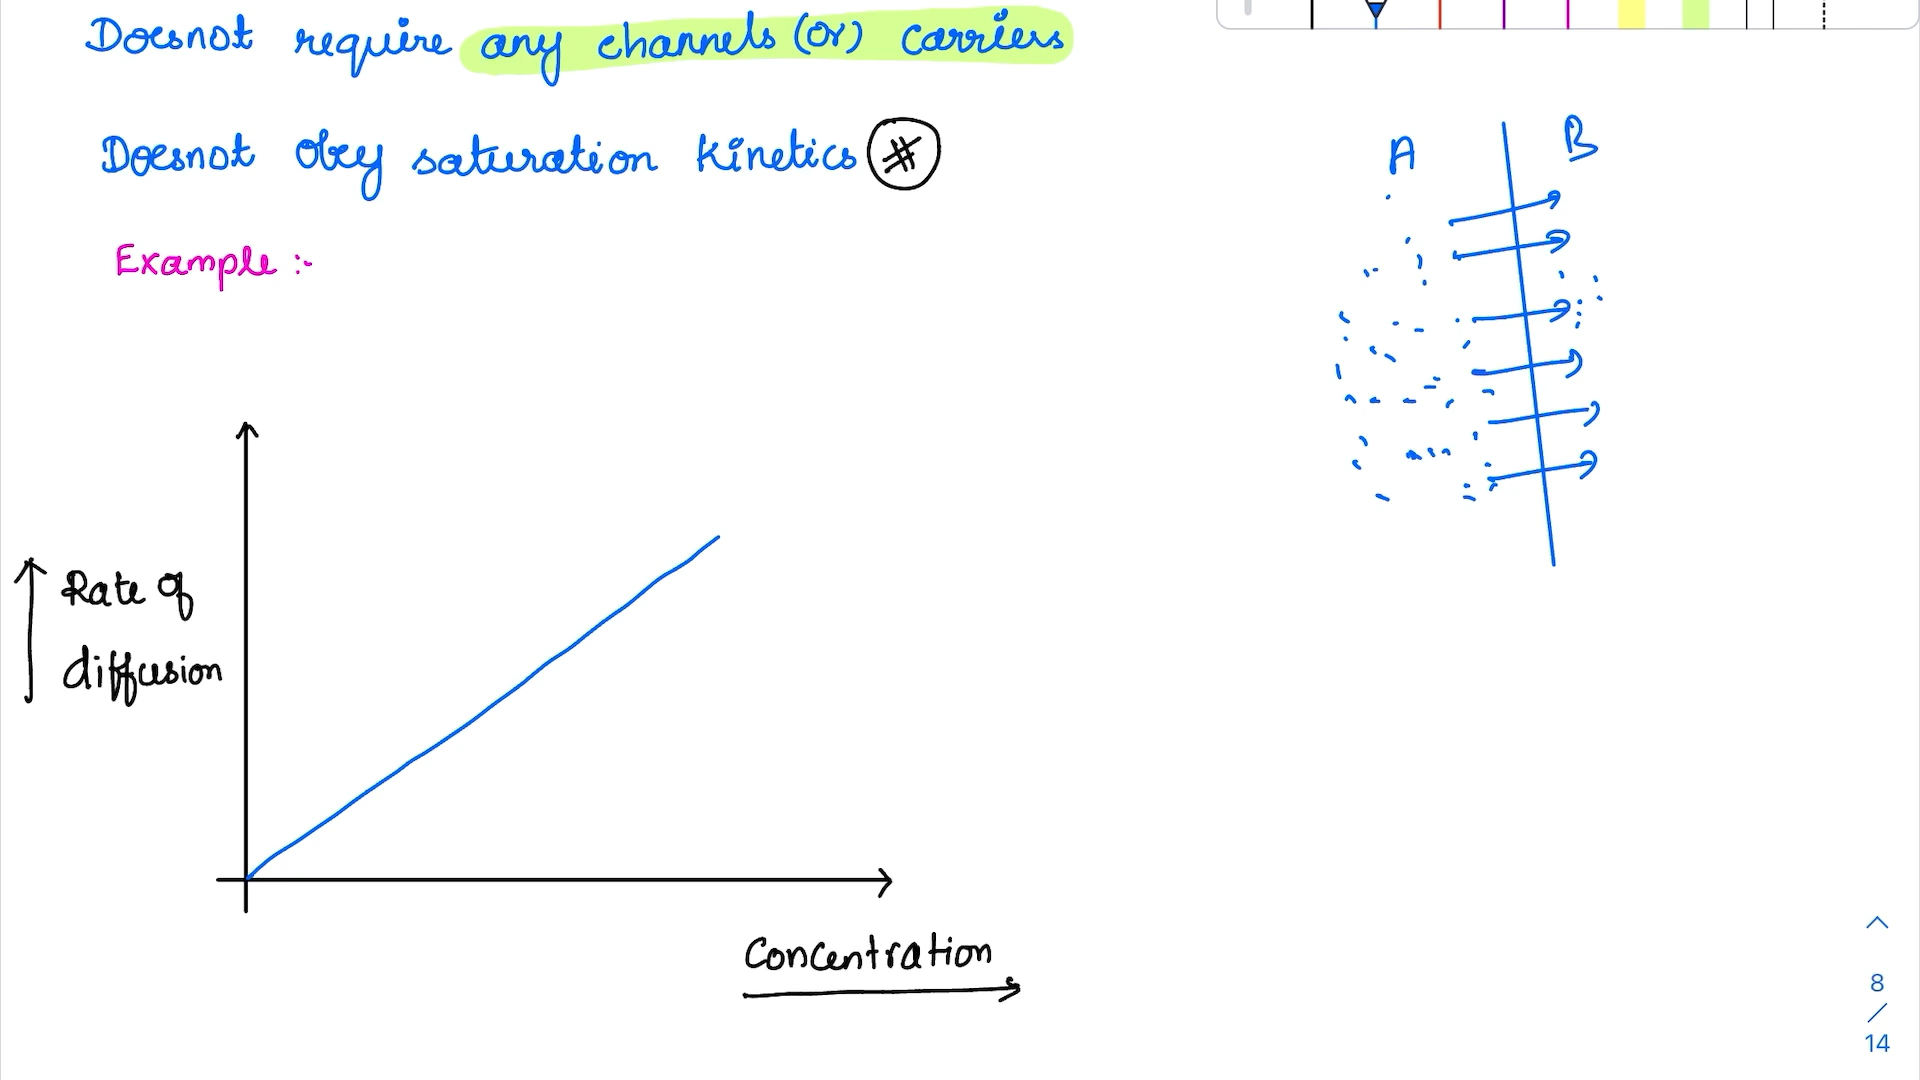 Doesnot require any channels (or) carriers
Doesnot obey saturation kinetics #
Example :-
A B
Rate of
diffusion
Concentration
8
/
14